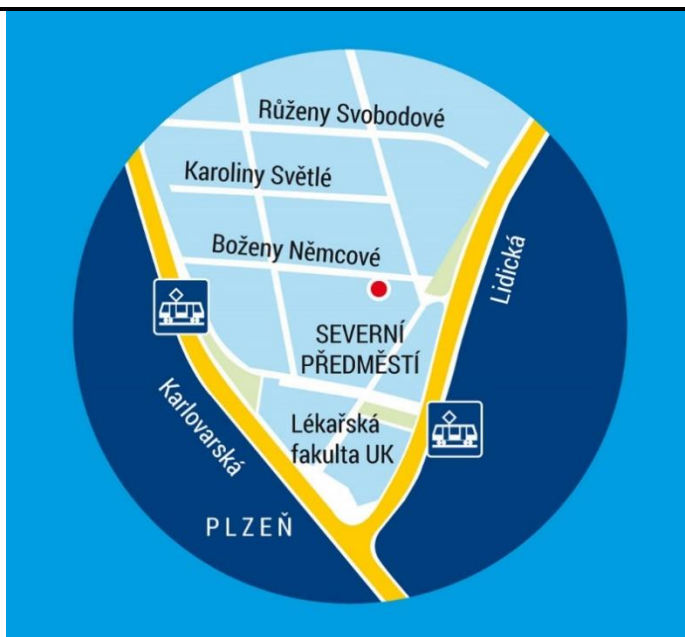 Růženy Svobodové
Karoliny Světlé
Boženy Němcové
Lidická
SEVERNÍ
PŘEDMĚSTÍ
Karlovarská
Lékařská
fakulta UK
PLZEŇ